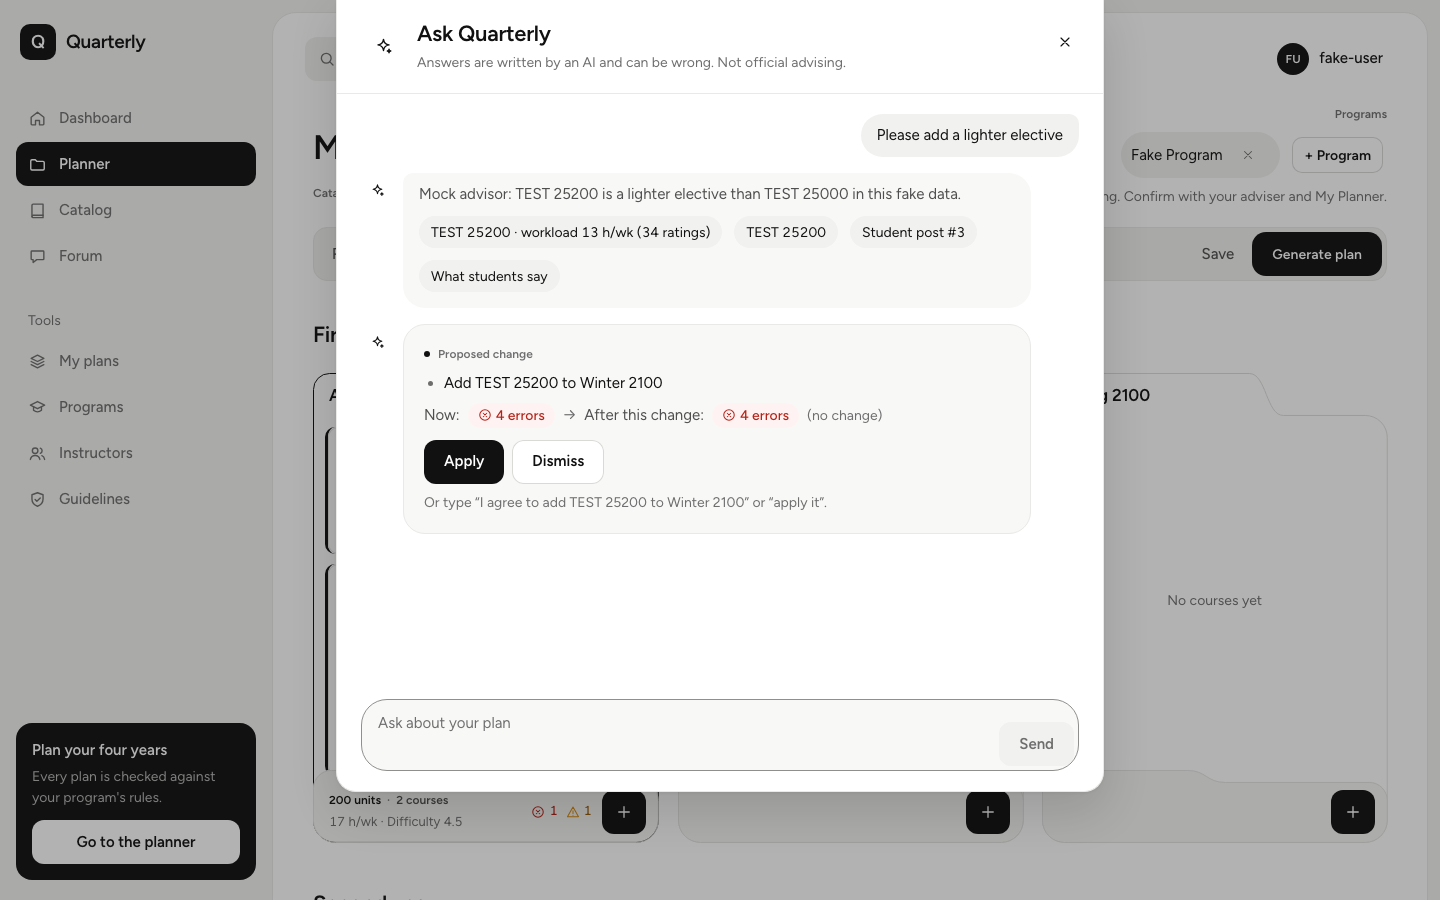 Q Quarterly
Dashboard
Planner
Catalog
Forum
Tools
My plans
Programs
Instructors
Guidelines
Plan your four years
Every plan is checked against
your program's rules.
Go to the planner
Ask Quarterly
Answers are written by an AI and can be wrong. Not official advising.
Please add a lighter elective
Mock advisor: TEST 25200 is a lighter elective than TEST 25000 in this fake data.
TEST 25200 · workload 13 h/wk (34 ratings) TEST 25200 Student post #3
What students say
Proposed change
• Add TEST 25200 to Winter 2100
Now: 4 errors → After this change: 4 errors (no change)
Apply Dismiss
Or type “I agree to add TEST 25200 to Winter 2100” or “apply it”.
Ask about your plan
Send
FU fake-user
Programs
Fake Program × + Program
Confirm with your adviser and My Planner.
Save Generate plan
2100
No courses yet
200 units · 2 courses
17 h/wk · Difficulty 4.5
1 1